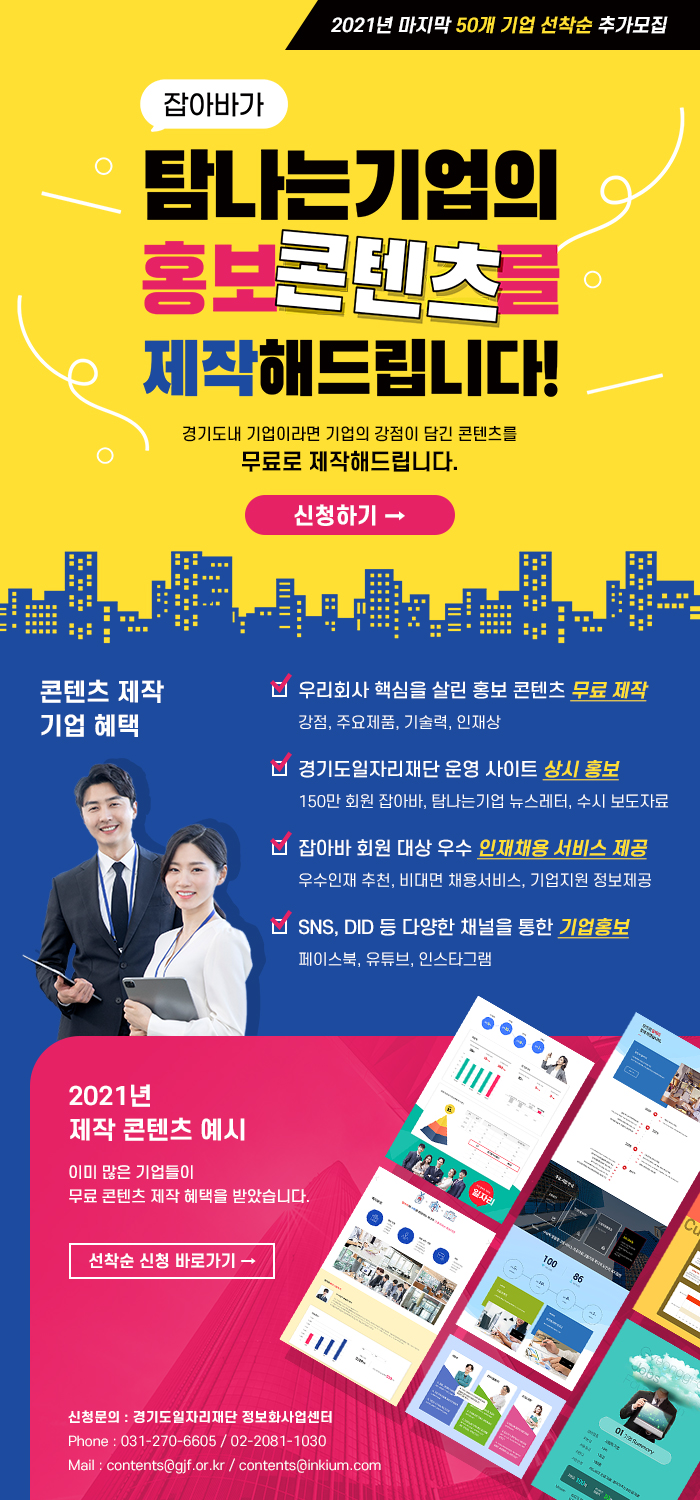 2021년 마지막 50개 기업 선착순 추가모집
잡아바가
탐나는기업의
홍보콘텐츠를
제작해드립니다!
경기도내 기업이라면 기업의 강점이 담긴 콘텐츠를
무료로 제작해드립니다.
신청하기 →
콘텐츠 제작
기업 혜택
우리회사 핵심을 살린 홍보 콘텐츠 무료 제작
강점, 주요제품, 기술력, 인재상
경기도일자리재단 운영 사이트 상시 홍보
150만 회원 잡아바, 탐나는기업 뉴스레터, 수시 보도자료
잡아바 회원 대상 우수 인재채용 서비스 제공
우수인재 추천, 비대면 채용서비스, 기업지원 정보제공
SNS, DID 등 다양한 채널을 통한 기업홍보
페이스북, 유튜브, 인스타그램
2021년
제작 콘텐츠 예시
이미 많은 기업들이
무료 콘텐츠 제작 혜택을 받았습니다.
선착순 신청 바로가기 →
일자리
100
86
01 기업 Summary
신청문의 : 경기도일자리재단 정보화사업센터
Phone : 031-270-6605 / 02-2081-1030
Mail : contents@gjf.or.kr / contents@inkium.com